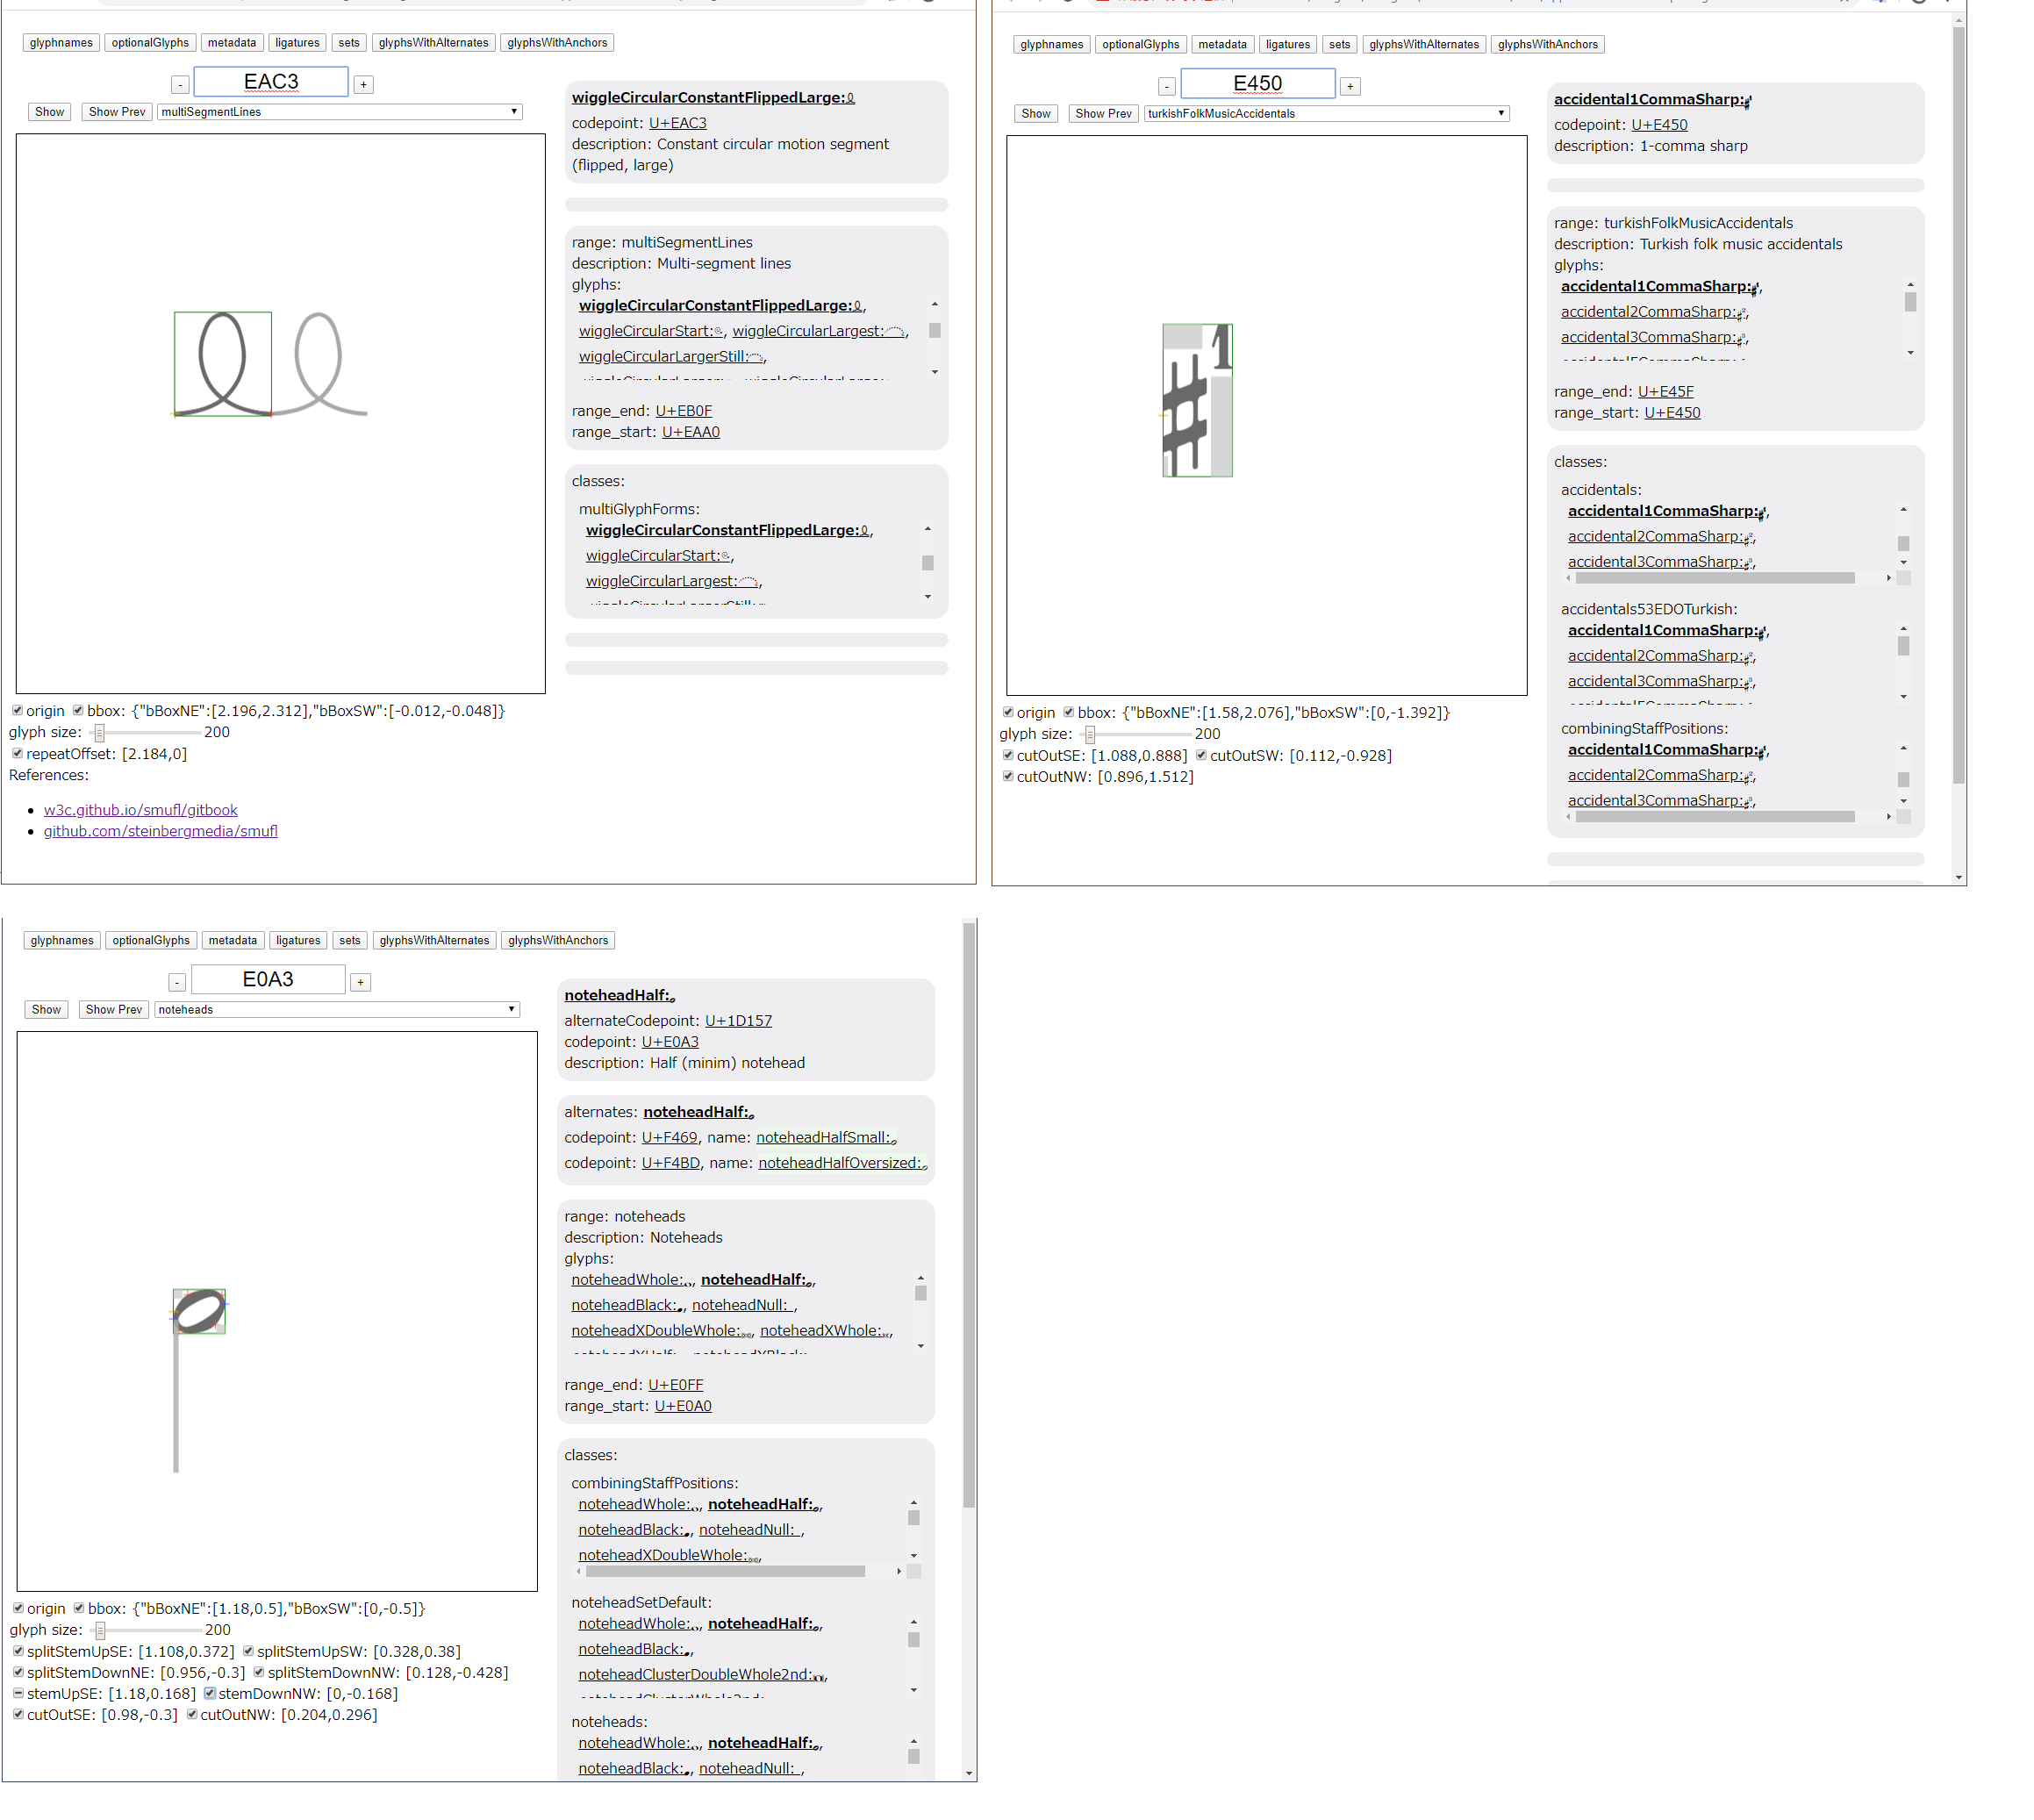 glyphnames optionalGlyphs metadata ligatures sets glyphsWithAlternates glyphsWithAnchors
- EAC3 +
Show Show Prev multiSegmentLines
origin bbox: {"bBoxNE":[2.196,2.312],"bBoxSW":[-0.012,-0.048]}
glyph size: 200
repeatOffset: [2.184,0]
References:
w3c.github.io/smufl/gitbook
github.com/steinbergmedia/smufl
wiggleCircularConstantFlippedLarge:
codepoint: U+EAC3
description: Constant circular motion segment
(flipped, large)
range: multiSegmentLines
description: Multi-segment lines
glyphs:
wiggleCircularConstantFlippedLarge:,
wiggleCircularStart:, wiggleCircularLargest:,
wiggleCircularLargerStill:,
range_end: U+EB0F
range_start: U+EAA0
classes:
multiGlyphForms:
wiggleCircularConstantFlippedLarge:,
wiggleCircularStart:,
wiggleCircularLargest:,
glyphnames optionalGlyphs metadata ligatures sets glyphsWithAlternates glyphsWithAnchors
- E450 +
Show Show Prev turkishFolkMusicAccidentals
1
origin bbox: {"bBoxNE":[1.58,2.076],"bBoxSW":[0,-1.392]}
glyph size: 200
cutOutSE: [1.088,0.888] cutOutSW: [0.112,-0.928]
cutOutNW: [0.896,1.512]
accidental1CommaSharp:
codepoint: U+E450
description: 1-comma sharp
range: turkishFolkMusicAccidentals
description: Turkish folk music accidentals
glyphs:
accidental1CommaSharp:,
accidental2CommaSharp:,
accidental3CommaSharp:,
range_end: U+E45F
range_start: U+E450
classes:
accidentals:
accidental1CommaSharp:,
accidental2CommaSharp:,
accidental3CommaSharp:,
accidentals53EDOTurkish:
accidental1CommaSharp:,
accidental2CommaSharp:,
accidental3CommaSharp:,
combiningStaffPositions:
accidental1CommaSharp:,
accidental2CommaSharp:,
accidental3CommaSharp:,
glyphnames optionalGlyphs metadata ligatures sets glyphsWithAlternates glyphsWithAnchors
- E0A3 +
Show Show Prev noteheads
origin bbox: {"bBoxNE":[1.18,0.5],"bBoxSW":[0,-0.5]}
glyph size: 200
splitStemUpSE: [1.108,0.372] splitStemUpSW: [0.328,0.38]
splitStemDownNE: [0.956,-0.3] splitStemDownNW: [0.128,-0.428]
stemUpSE: [1.18,0.168] stemDownNW: [0,-0.168]
cutOutSE: [0.98,-0.3] cutOutNW: [0.204,0.296]
noteheadHalf:
alternateCodepoint: U+1D157
codepoint: U+E0A3
description: Half (minim) notehead
alternates: noteheadHalf:
codepoint: U+F469, name: noteheadHalfSmall:
codepoint: U+F4BD, name: noteheadHalfOversized:
range: noteheads
description: Noteheads
glyphs:
noteheadWhole:, noteheadHalf:,
noteheadBlack:, noteheadNull: ,
noteheadXDoubleWhole:, noteheadXWhole:,
range_end: U+E0FF
range_start: U+E0A0
classes:
combiningStaffPositions:
noteheadWhole:, noteheadHalf:,
noteheadBlack:, noteheadNull: ,
noteheadXDoubleWhole:,
noteheadSetDefault:
noteheadWhole:, noteheadHalf:,
noteheadBlack:,
noteheadClusterDoubleWhole2nd:,
noteheads:
noteheadWhole:, noteheadHalf:,
noteheadBlack:, noteheadNull: ,